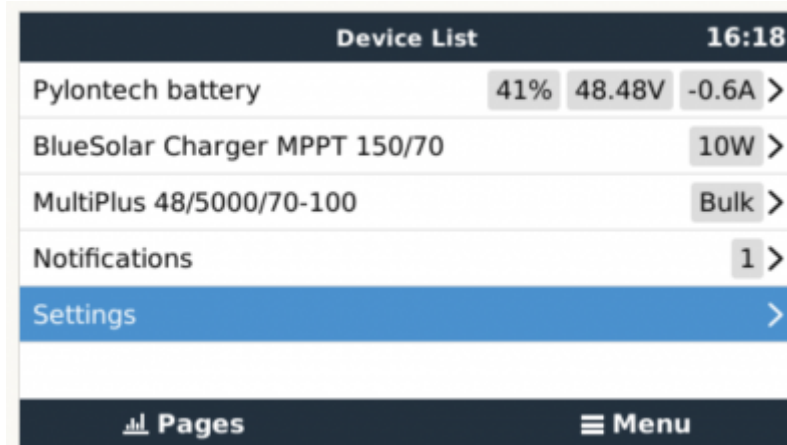 Device List 16:18
Pylontech battery 41% 48.48V -0.6A
BlueSolar Charger MPPT 150/70 10W
MultiPlus 48/5000/70-100 Bulk
Notifications 1
Settings
Pages Menu